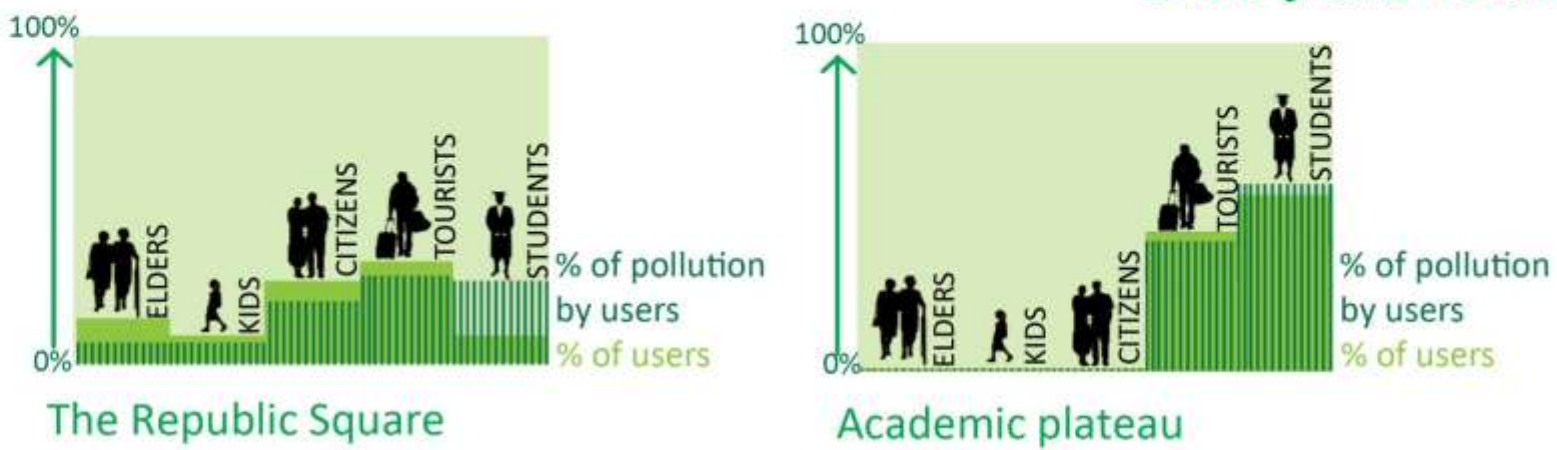 100%
ELDERS
KIDS
CITIZENS
TOURISTS
STUDENTS
% of pollution
by users
% of users
0%
The Republic Square
100%
ELDERS
KIDS
CITIZENS
TOURISTS
STUDENTS
% of pollution
by users
% of users
0%
Academic plateau